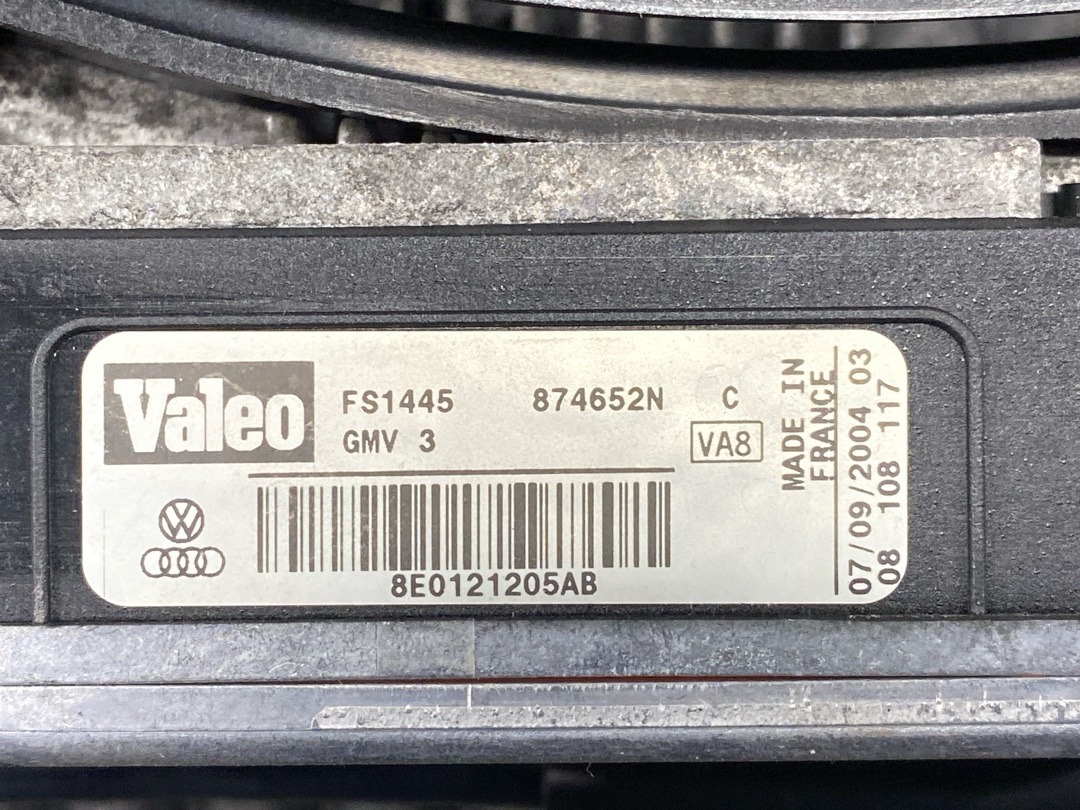 Valeo
FS1445 874652N C
GMV 3 VA8
8E0121205AB
MADE IN
FRANCE
07/09/2004 03
08 108 117